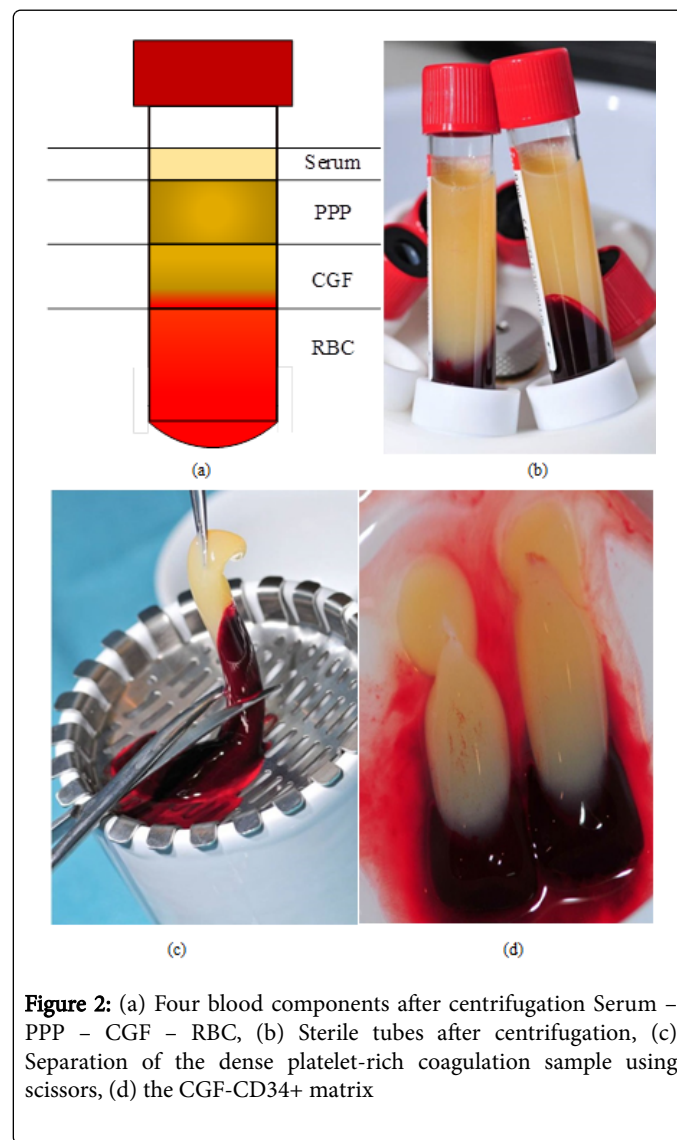 Serum
PPP
CGF
RBC
(a)
(b)
(c)
(d)
Figure 2: (a) Four blood components after centrifugation Serum –
PPP – CGF – RBC, (b) Sterile tubes after centrifugation, (c)
Separation of the dense platelet-rich coagulation sample using
scissors, (d) the CGF-CD34+ matrix